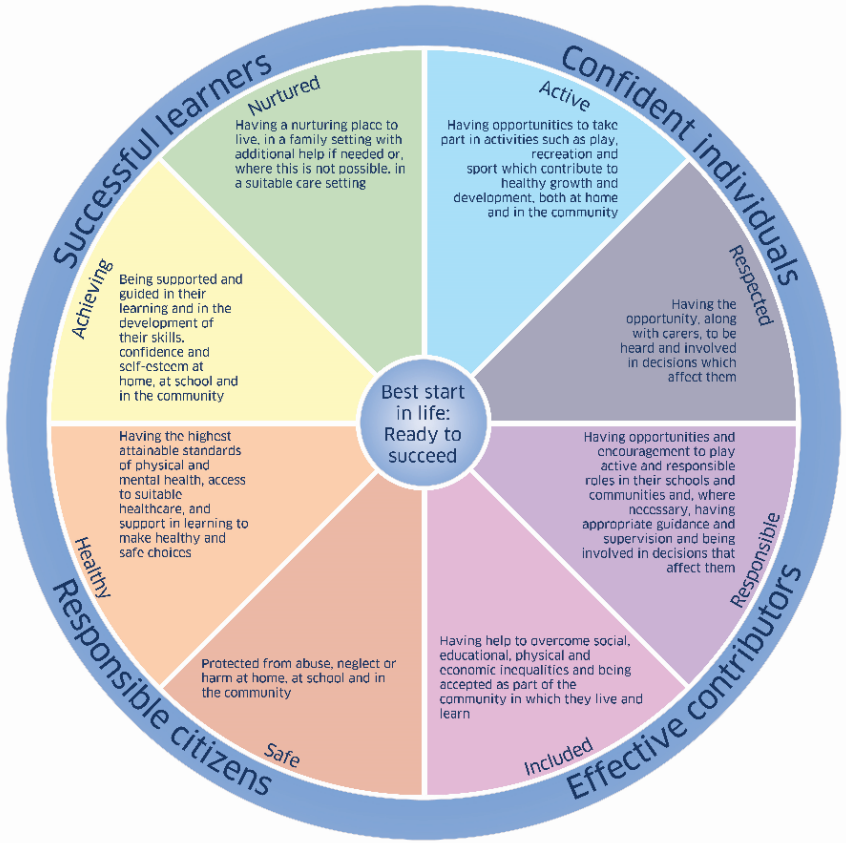 Successful learners
Confident individuals
Nurtured
Having a nurturing place to
live, in a family setting with
additional help if needed or,
where this is not possible, in
a suitable care setting
Active
Having opportunities to take
part in activities such as play,
recreation and
sport which contribute to
healthy growth and
development, both at home
and in the community
Achieving
Being supported and
guided in their
learning and in the
development of
their skills,
confidence and
self-esteem at
home, at school and
in the community
Respected
Having the
opportunity, along
with carers, to be
heard and involved
in decisions which
affect them
Best start
in life:
Ready to
succeed
Healthy
Having the highest
attainable standards
of physical and
mental health, access
to suitable
healthcare, and
support in learning to
make healthy and
safe choices
Responsible
Having opportunities and
encouragement to play
active and responsible
roles in their schools and
communities and, where
necessary, having
appropriate guidance and
supervision and being
involved in decisions that
affect them
Protected from abuse, neglect or
harm at home, at school and in
the community
Safe
Having help to overcome social,
educational, physical and
economic inequalities and being
accepted as part of the
community in which they live and
learn
Included
Responsible citizens
Effective contributors